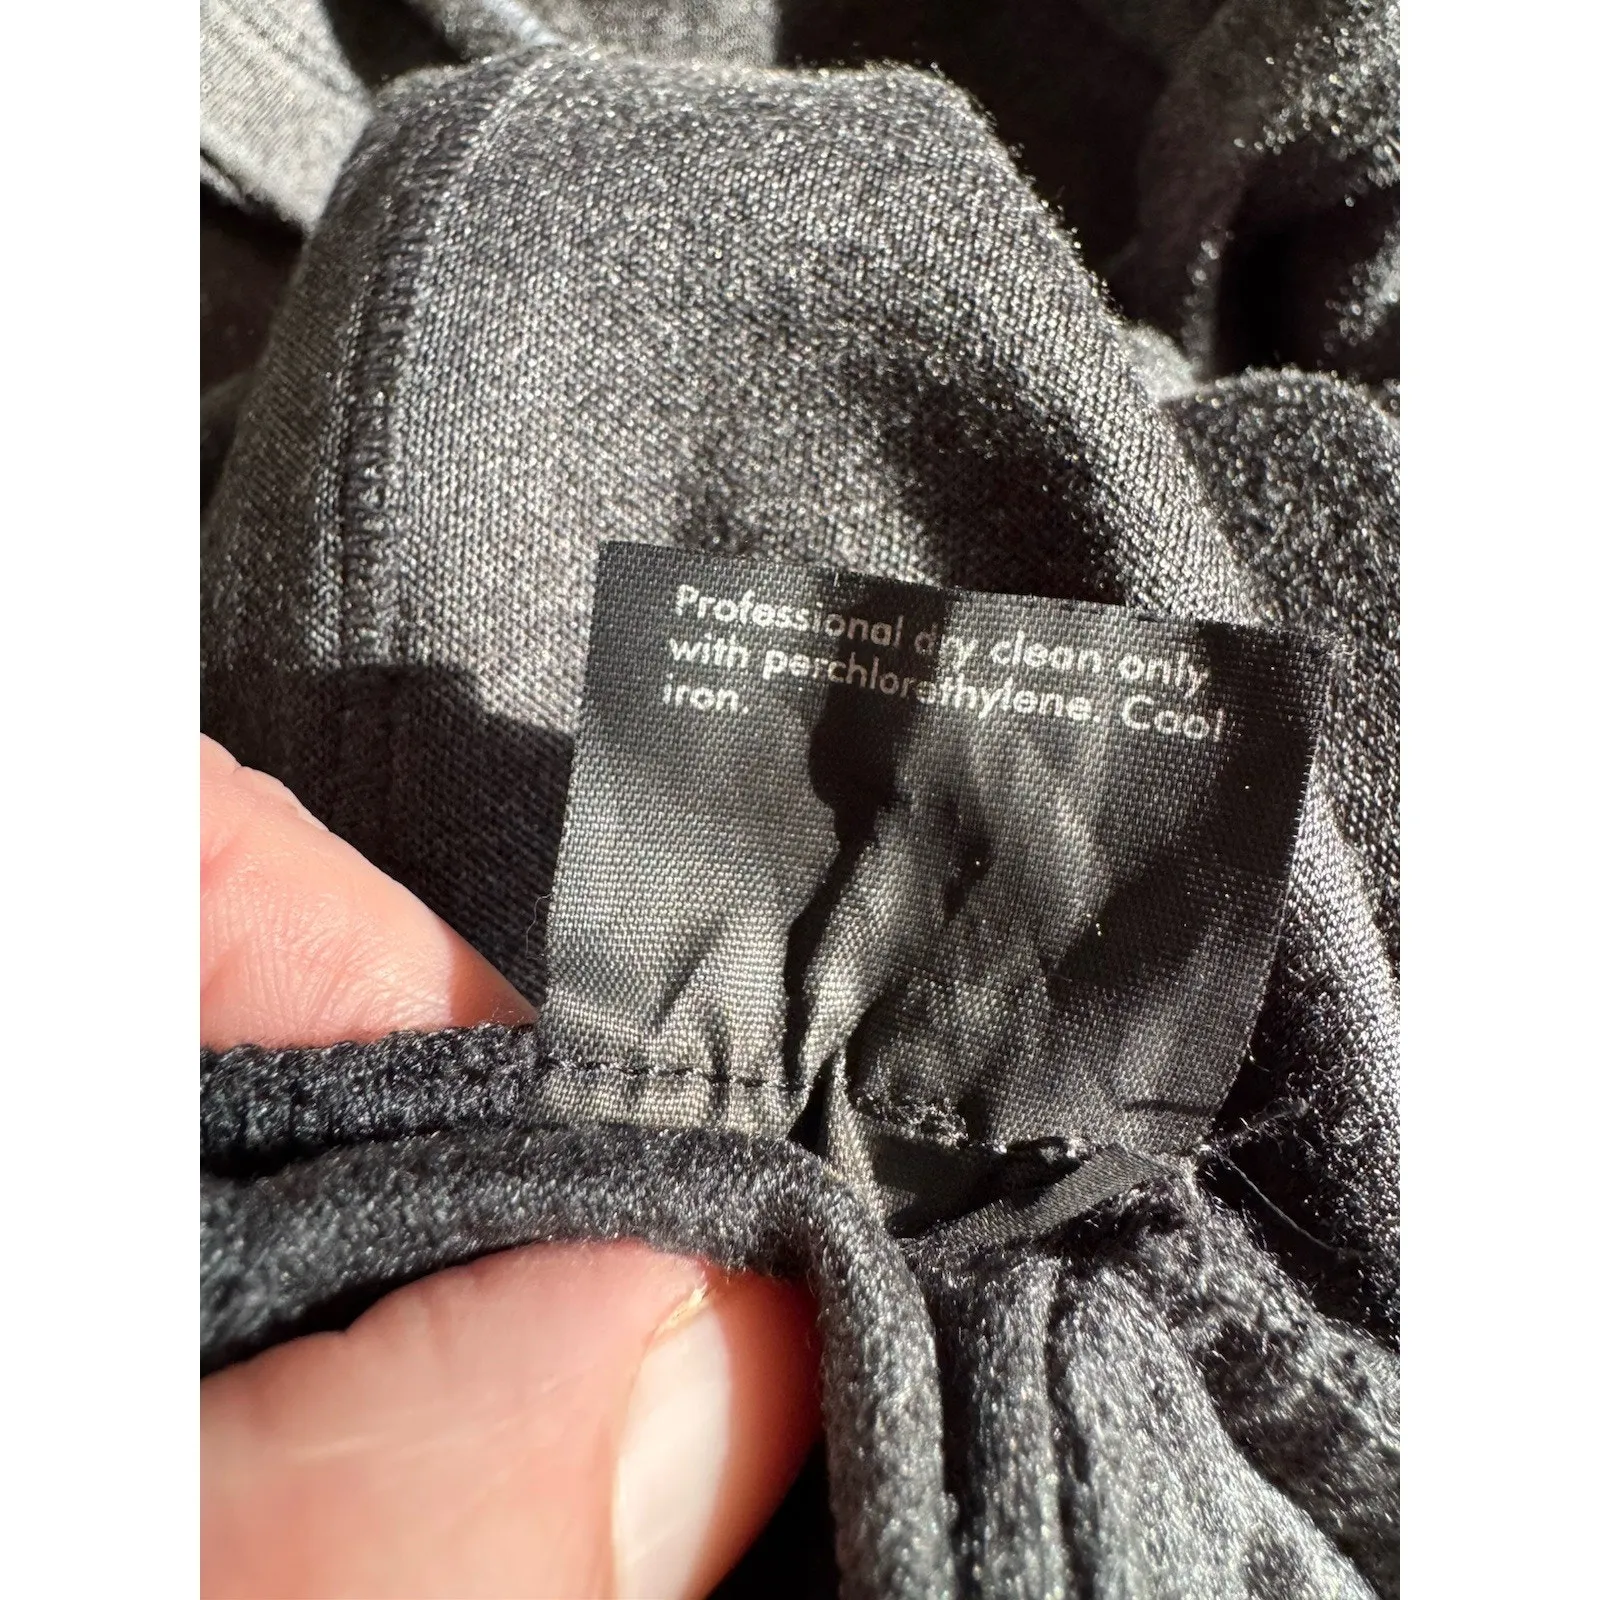 Professional dry clean only,
with perchlorethylene. Cool
iron.